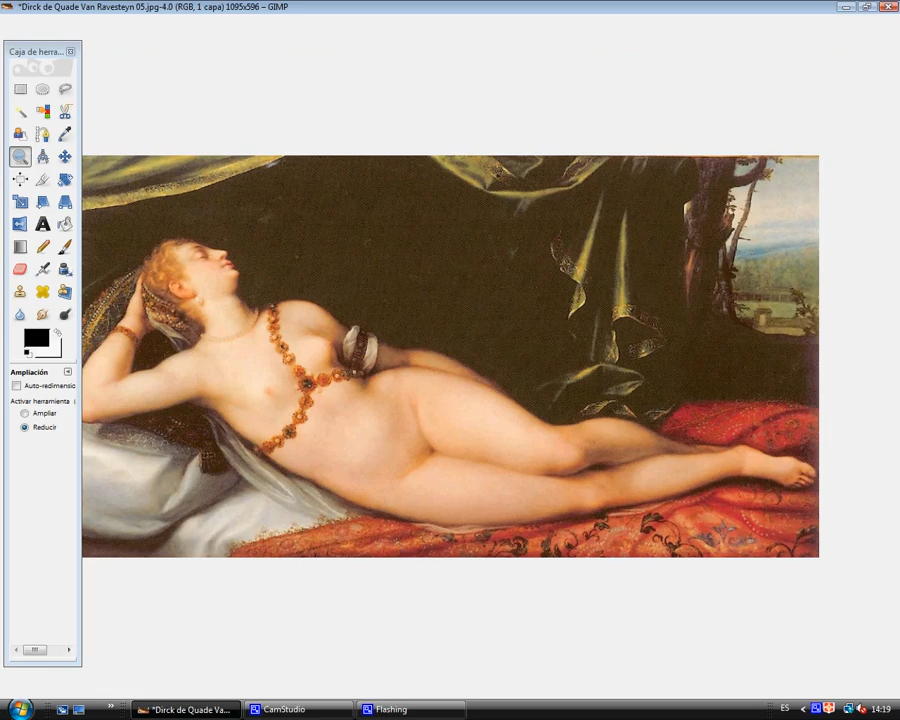 *Dirck de Quade Van Ravesteyn 05.jpg-4.0 (RGB, 1 capa) 1095x596 – GIMP
Caja de herra...
Ampliación
Auto-redimensio
Activar herramienta
Ampliar
Reducir
*Dirck de Quade Va...
CamStudio
Flashing
ES
14:19